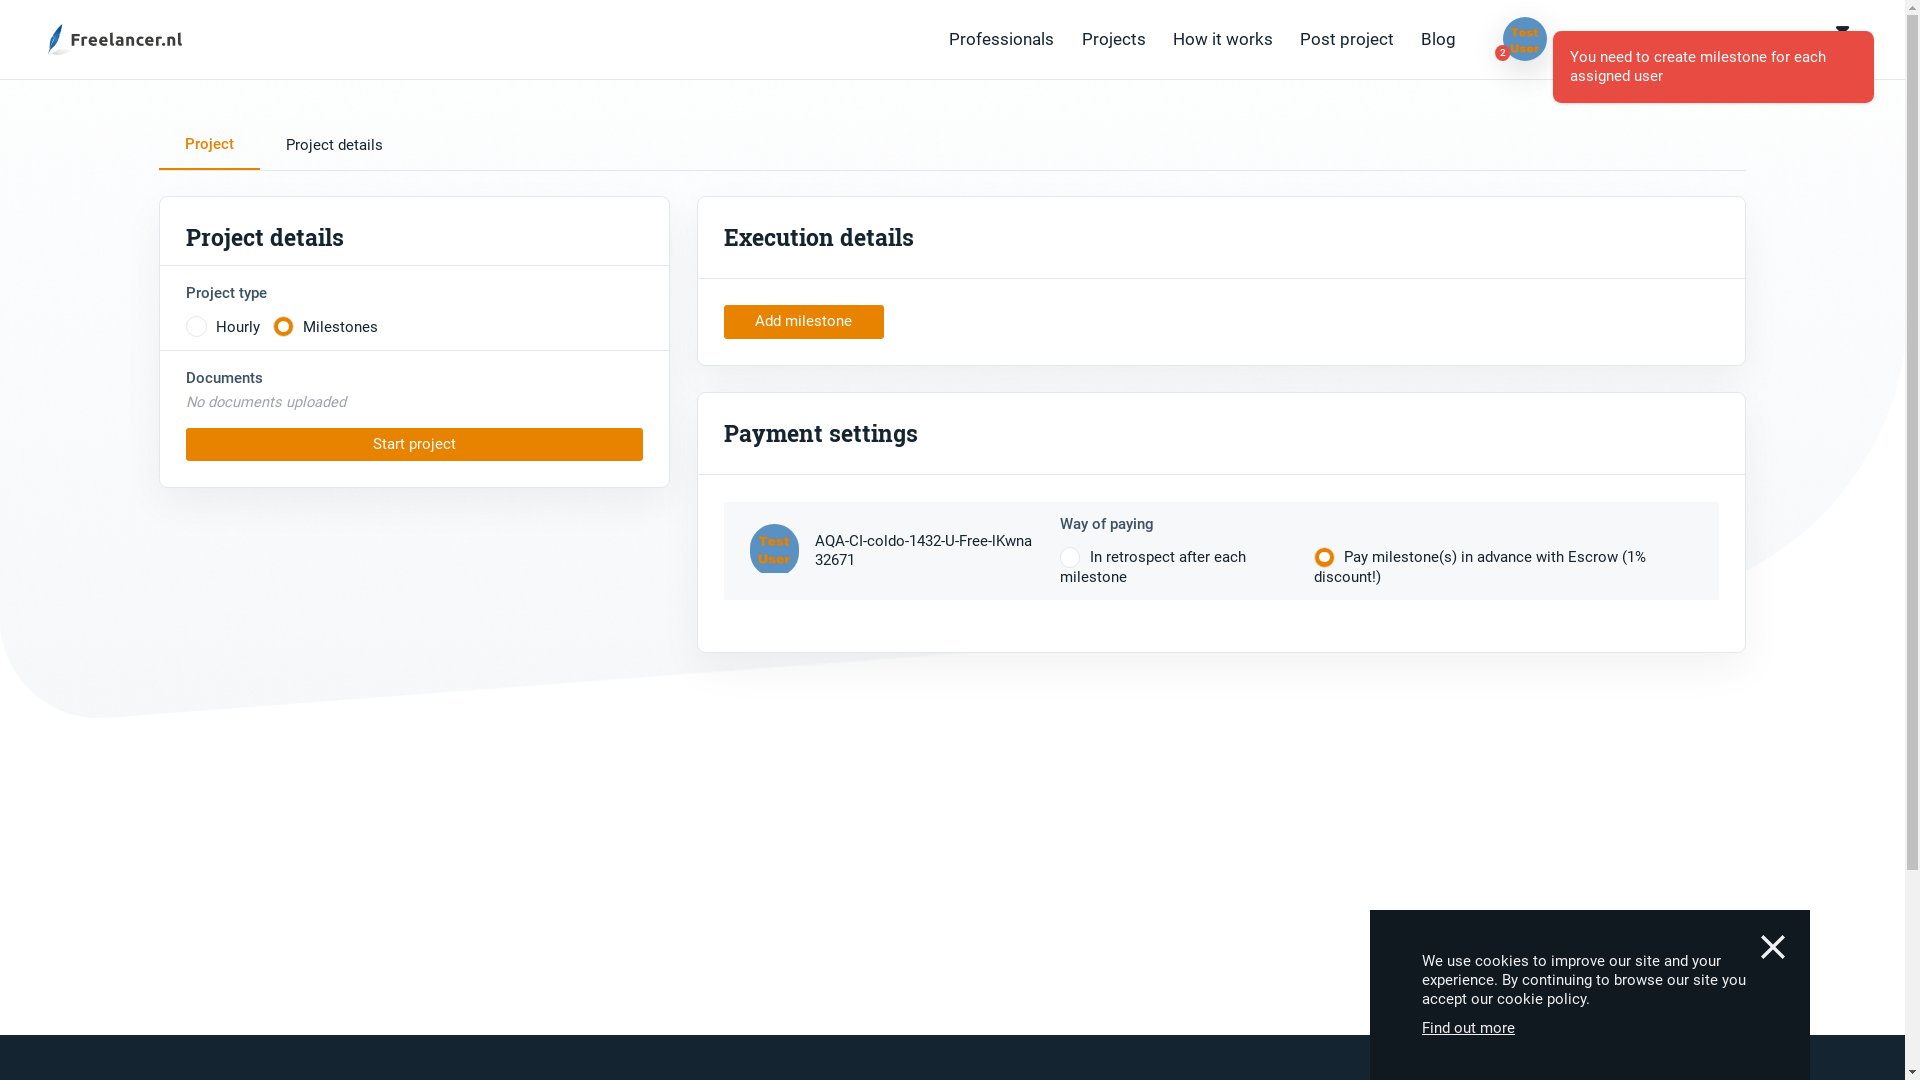 Freelancer.nl
Professionals
Projects
How it works
Post project
Blog
Test
User
2
You need to create milestone for each
assigned user
Project
Project details
Project details
Project type
Hourly
Milestones
Documents
No documents uploaded
Start project
Execution details
Add milestone
Payment settings
Test
User
AQA-CI-coldo-1432-U-Free-IKwna
32671
Way of paying
In retrospect after each
milestone
Pay milestone(s) in advance with Escrow (1%
discount!)
We use cookies to improve our site and your
experience. By continuing to browse our site you
accept our cookie policy.
Find out more